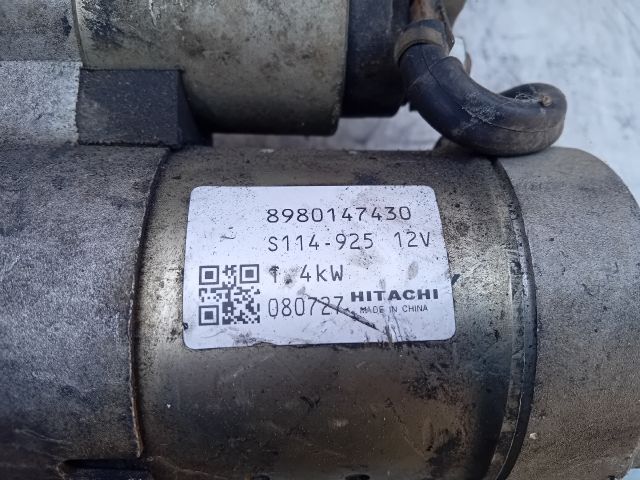 8980147430
S114-925 12V
1.4kW
080727 HITACHI
MADE IN CHINA